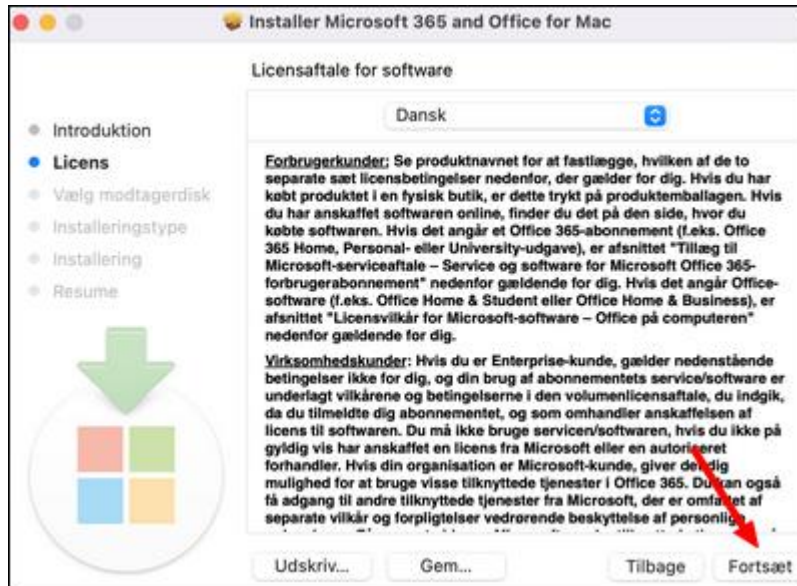 Installer Microsoft 365 and Office for Mac
Licensaftale for software
Introduktion
Licens
Vælg modtagerdisk
Installeringstype
Installering
Resume
Dansk
Forbrugerkunder: Se produktnavnet for at fastlægge, hvilken af de to
separate sæt licensbetingelser nedenfor, der gælder for dig. Hvis du har
købt produktet i en fysisk butik, er dette trykt på produktemballagen. Hvis
du har anskaffet softwaren online, finder du det på den side, hvor du
købte softwaren. Hvis det angår et Office 365-abonnement (f.eks. Office
365 Home, Personal- eller University-udgave), er afsnittet "Tillæg til
Microsoft-serviceaftale – Service og software for Microsoft Office 365-
forbrugerabonnement" nedenfor gældende for dig. Hvis det angår Office-
software (f.eks. Office Home & Student eller Office Home & Business), er
afsnittet "Licensvilkår for Microsoft-software – Office på computeren"
nedenfor gældende for dig.
Virksomhedskunder: Hvis du er Enterprise-kunde, gælder nedenstående
betingelser ikke for dig, og din brug af abonnementets service/software er
underlagt vilkårene og betingelserne i den volumenlicensaftale, du indgik,
da du tilmeldte dig abonnementet, og som omhandler anskaffelsen af
licens til softwaren. Du må ikke bruge servicen/softwaren, hvis du ikke på
gyldig vis har anskaffet en licens fra Microsoft eller en autoriseret
forhandler. Hvis din organisation er Microsoft-kunde, giver det dig
mulighed for at bruge visse tilknyttede tjenester i Office 365. Du kan også
få adgang til andre tilknyttede tjenester fra Microsoft, der er omfattet af
separate vilkår og forpligtelser vedrørende beskyttelse af personlige
Udskriv...
Gem...
Tilbage
Fortsæt